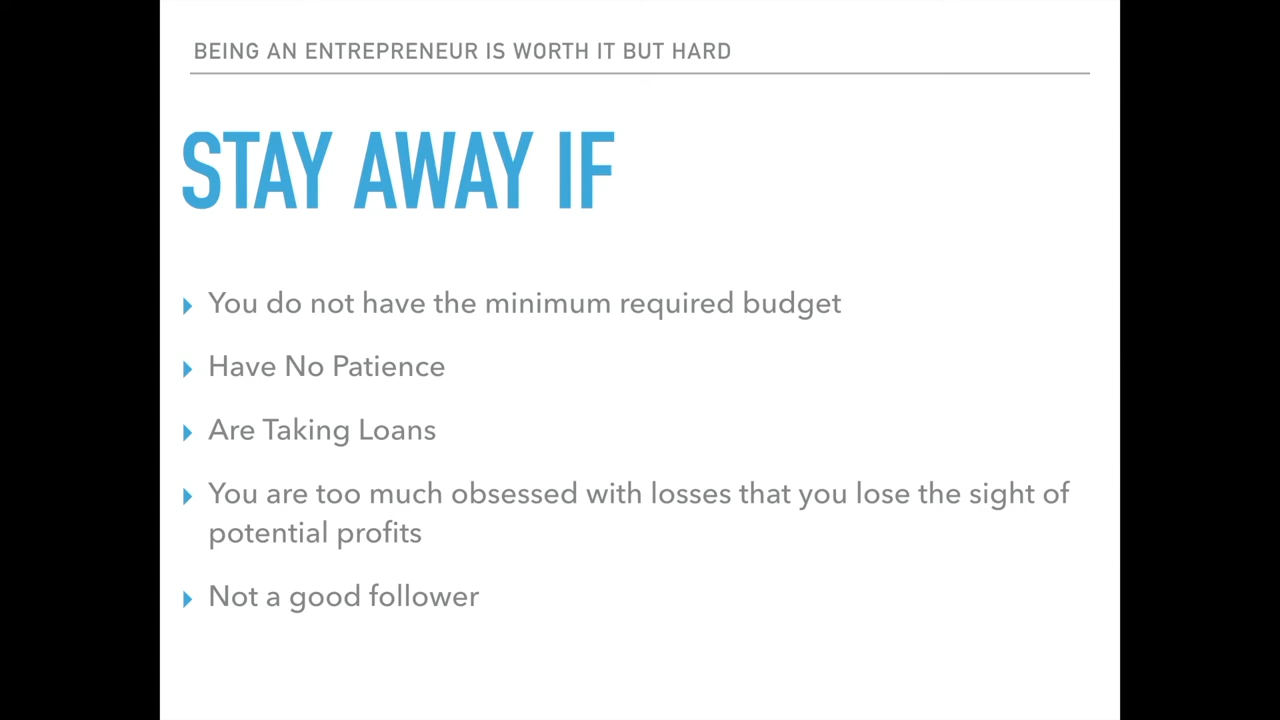 BEING AN ENTREPRENEUR IS WORTH IT BUT HARD
STAY AWAY IF
You do not have the minimum required budget
Have No Patience
Are Taking Loans
You are too much obsessed with losses that you lose the sight of
potential profits
Not a good follower